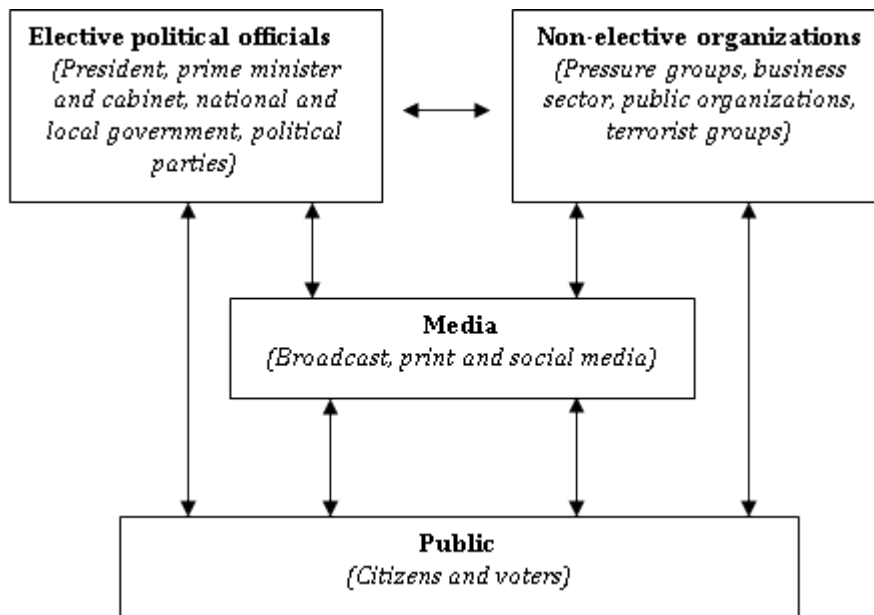 Elective political officials
(President, prime minister
and cabinet, national and
local government, political
parties)
Non-elective organizations
(Pressure groups, business
sector, public organizations,
terrorist groups)
Media
(Broadcast, print and social media)
Public
(Citizens and voters)